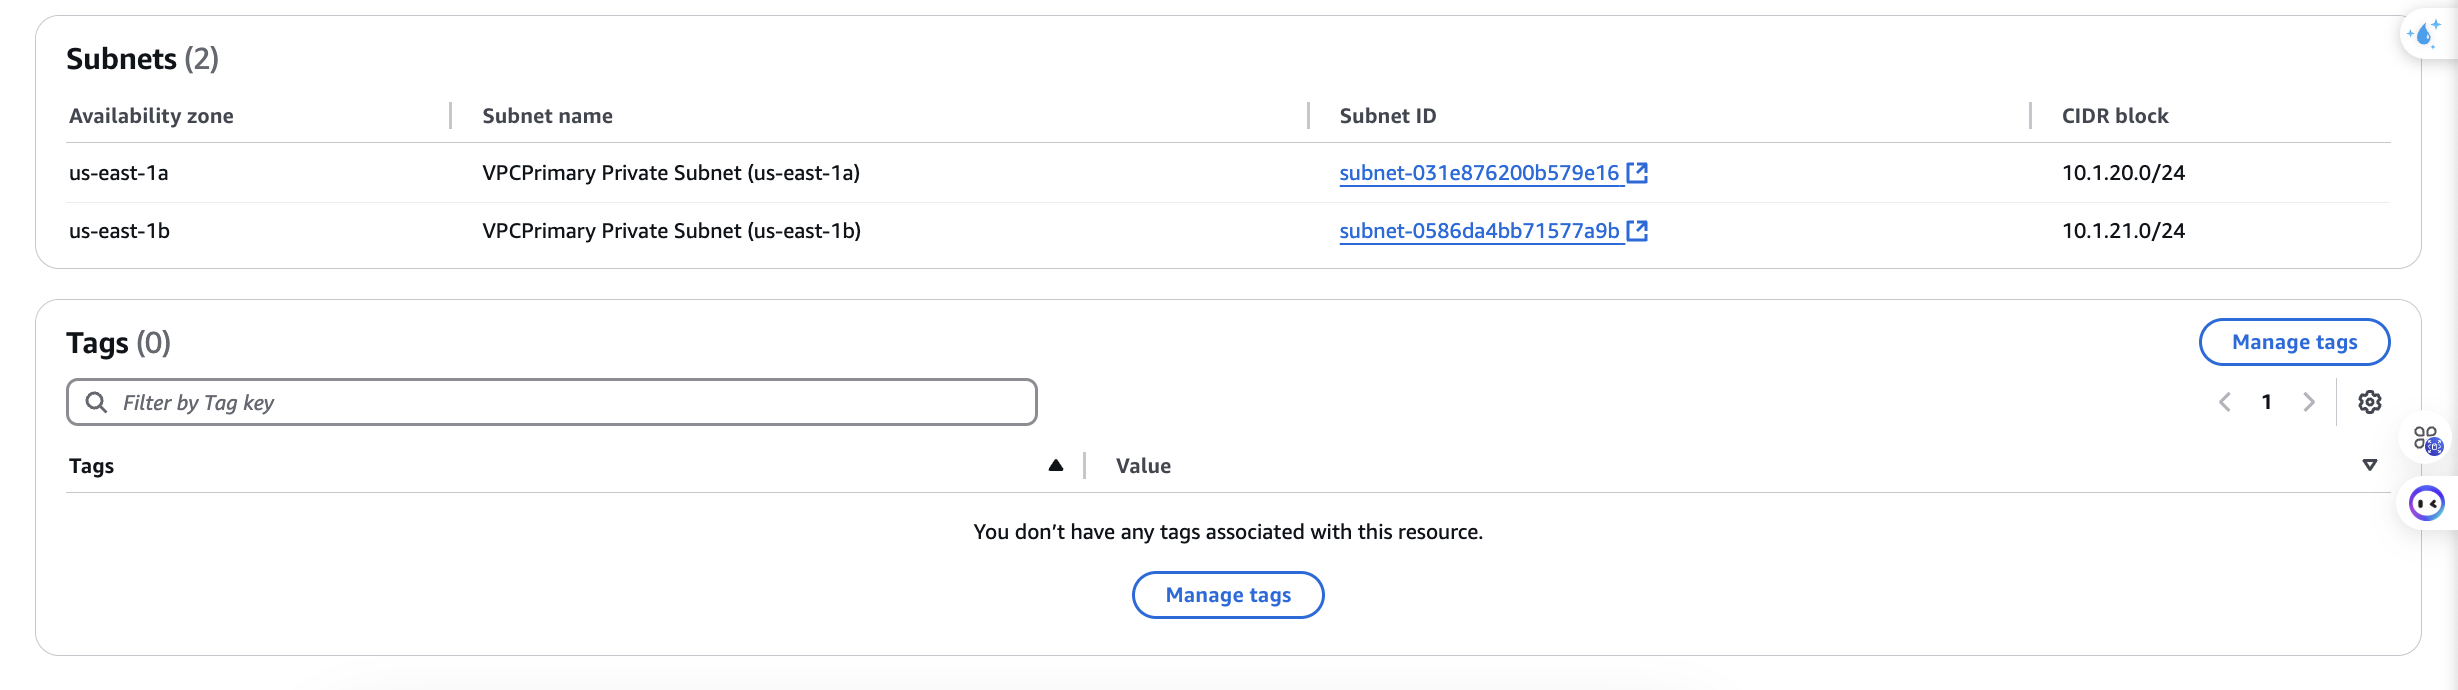 Subnets (2)
Availability zone Subnet name Subnet ID CIDR block
us-east-1a VPCPrimary Private Subnet (us-east-1a) subnet-031e876200b579e16 10.1.20.0/24
us-east-1b VPCPrimary Private Subnet (us-east-1b) subnet-0586da4bb71577a9b 10.1.21.0/24
Tags (0) Manage tags
Filter by Tag key 1
Tags Value
You don't have any tags associated with this resource.
Manage tags